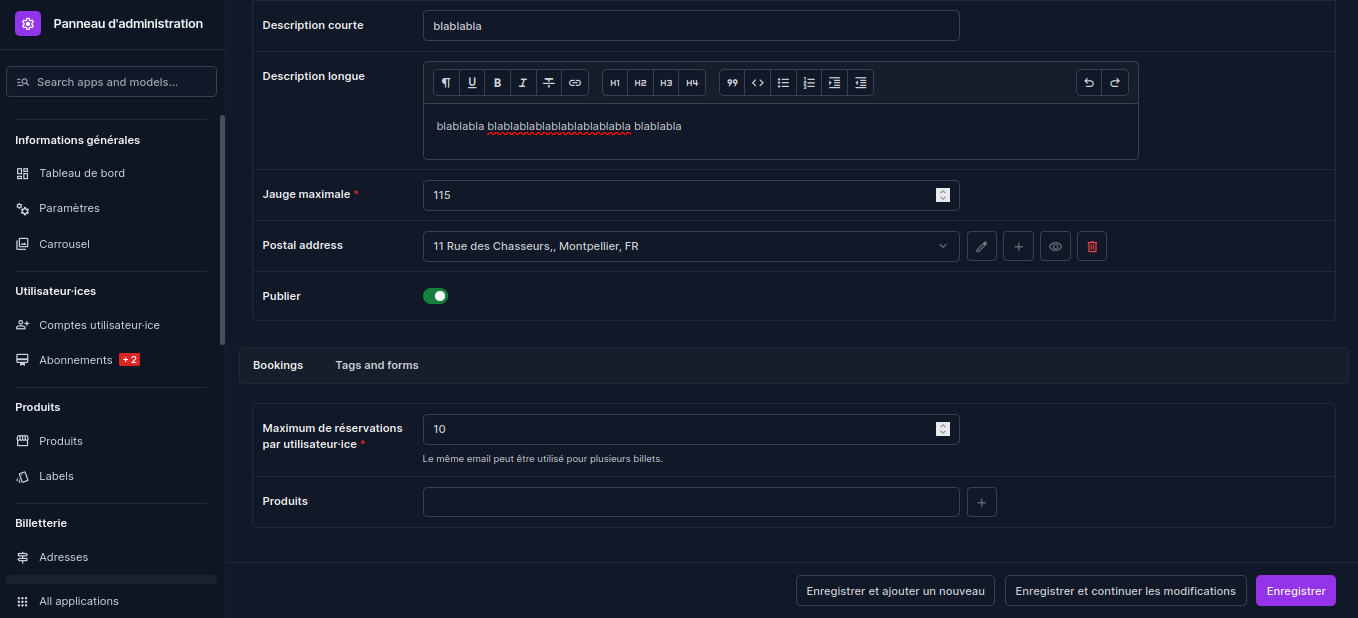 Panneau d'administration
Search apps and models...
Informations générales
Tableau de bord
Paramètres
Carrousel
Utilisateur·ices
Comptes utilisateur·ice
Abonnements + 2
Produits
Produits
Labels
Billetterie
Adresses
All applications
Description courte
blablabla
Description longue
¶ U B I T H1 H2 H3 H4 99 <>
blablabla blablablablablablablablabla blablabla
Jauge maximale *
115
Postal address
11 Rue des Chasseurs,, Montpellier, FR
Publier
Bookings Tags and forms
Maximum de réservations
par utilisateur·ice *
10
Le même email peut être utilisé pour plusieurs billets.
Produits
Enregistrer et ajouter un nouveau Enregistrer et continuer les modifications Enregistrer